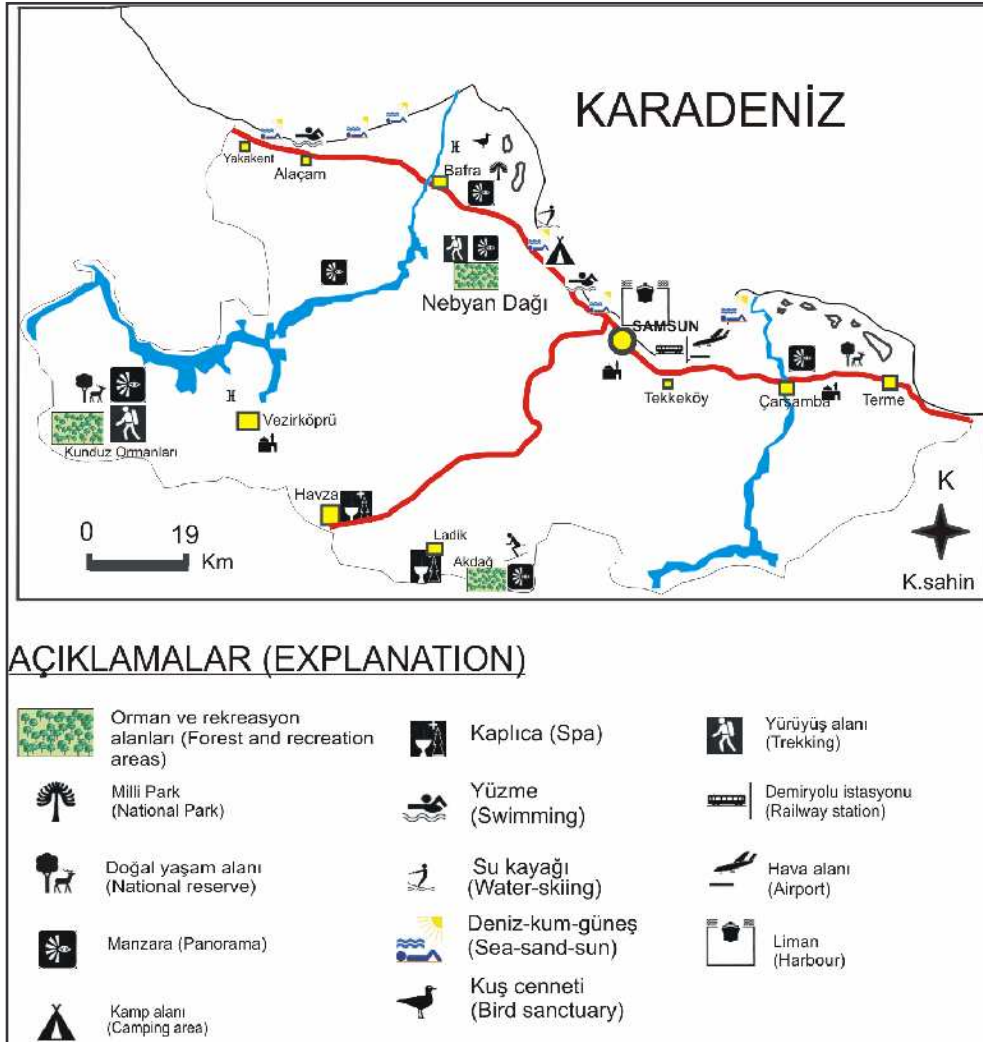 KARADENİZ
Yakakent
Alaçam
Bafra
Nebyan Dağı
SAMSUN
Tekkeköy
Çarşamba
Terme
Vezirköprü
Kunduz Ormanları
Havza
Ladik
Akdağ
0 19
Km
K
K.sahin
AÇIKLAMALAR (EXPLANATION)
Orman ve rekreasyon
alanları (Forest and recreation
areas)
Milli Park
(National Park)
Doğal yaşam alanı
(National reserve)
Manzara (Panorama)
Kamp alanı
(Camping area)
Kaplıca (Spa)
Yüzme
(Swimming)
Su kayağı
(Water-skiing)
Deniz-kum-güneş
(Sea-sand-sun)
Kuş cenneti
(Bird sanctuary)
Yürüyüş alanı
(Trekking)
Demiryolu istasyonu
(Railway station)
Hava alanı
(Airport)
Liman
(Harbour)